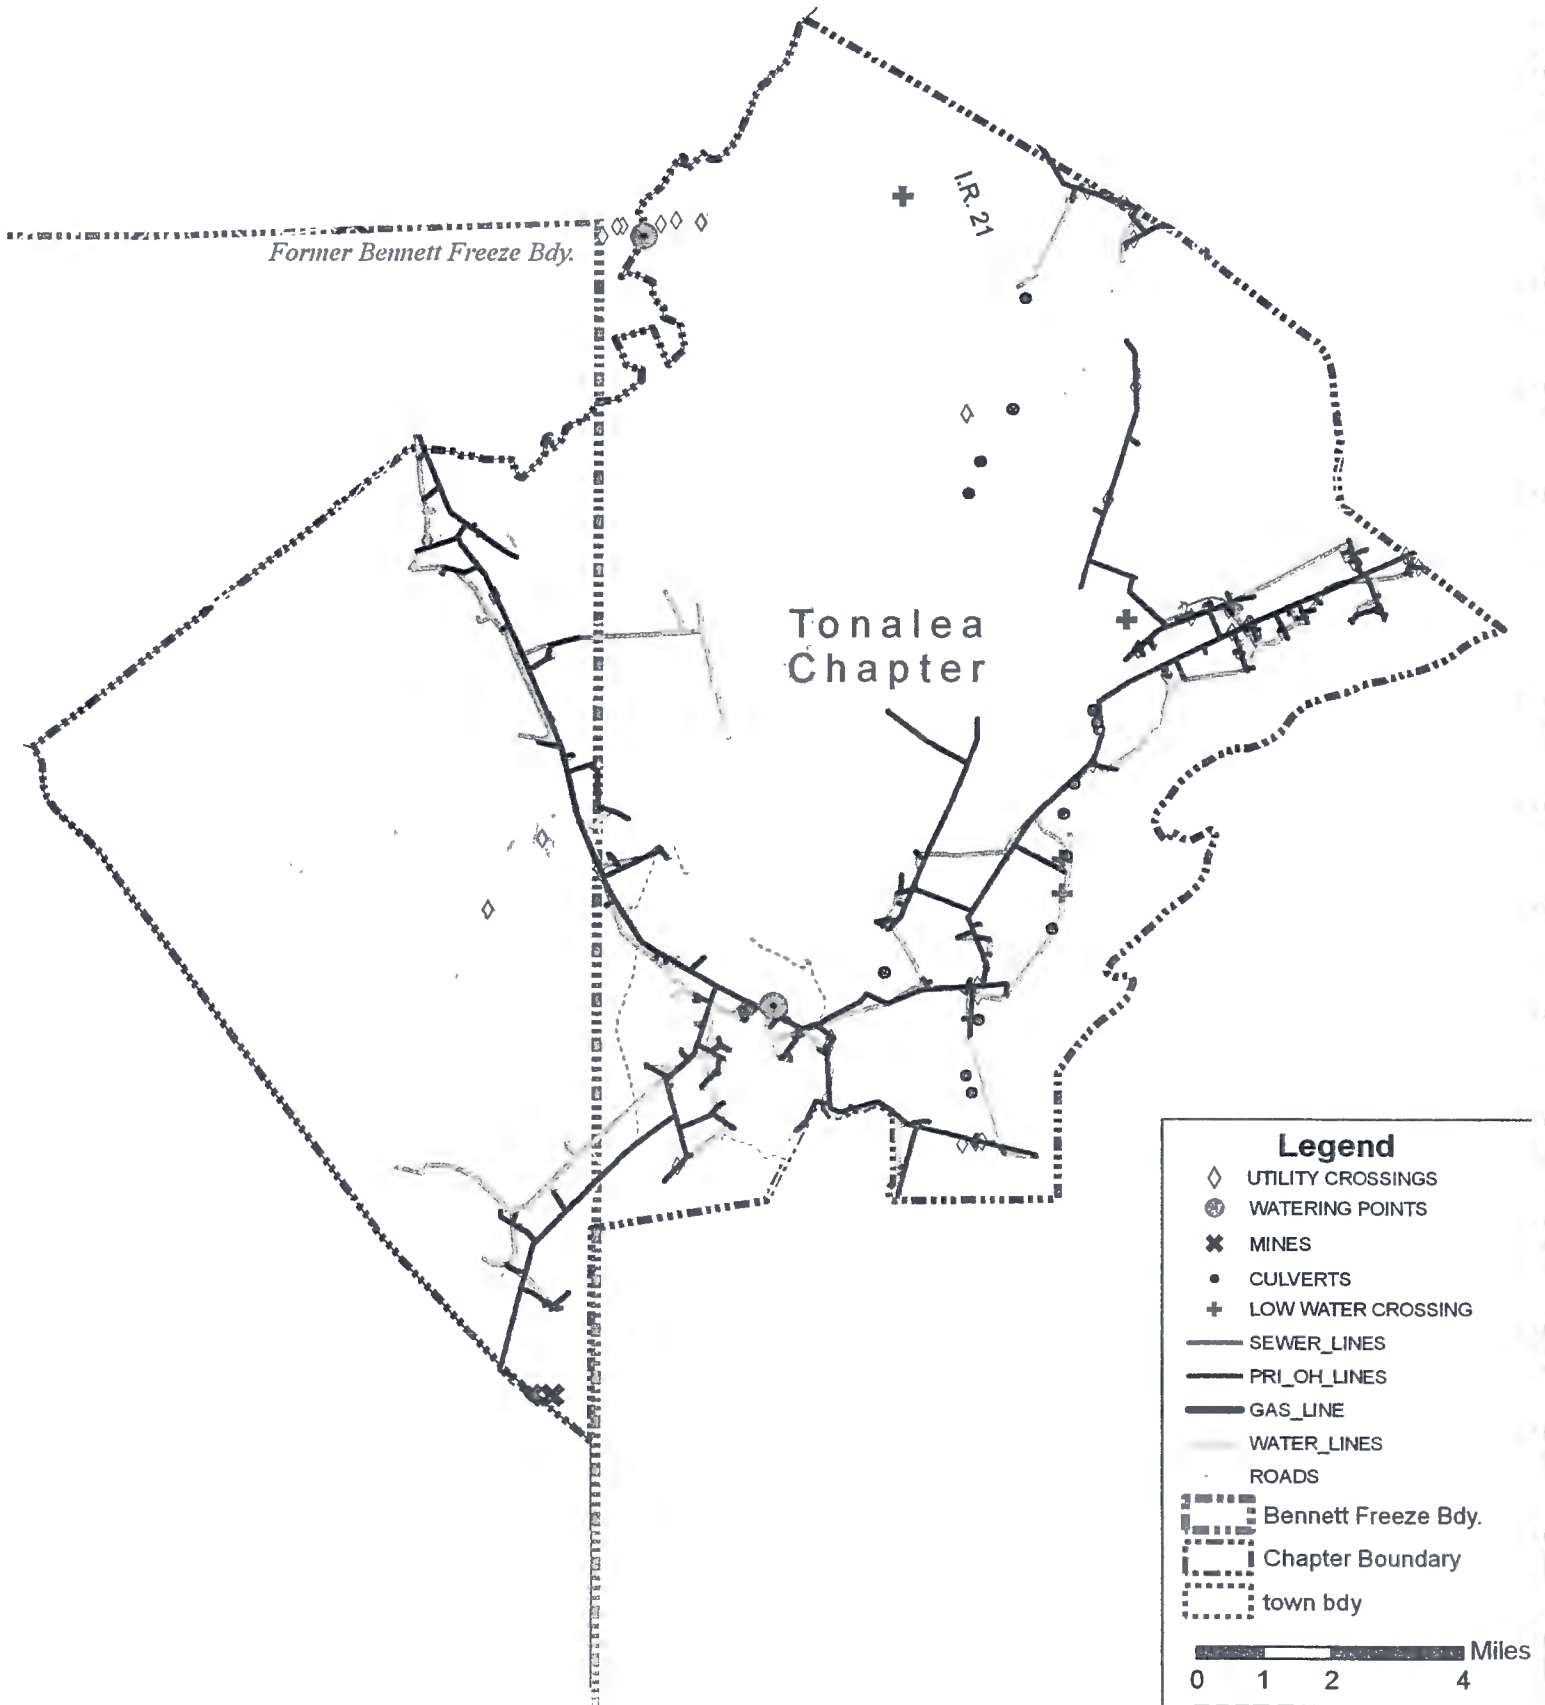 I.R. 21
Former Bennett Freeze Bdy.
Tonalea
Chapter
Legend
UTILITY CROSSINGS
WATERING POINTS
MINES
CULVERTS
LOW WATER CROSSING
SEWER_LINES
PRI_OH_LINES
GAS_LINE
WATER_LINES
ROADS
Bennett Freeze Bdy.
Chapter Boundary
town bdy
Miles
0 1 2 4